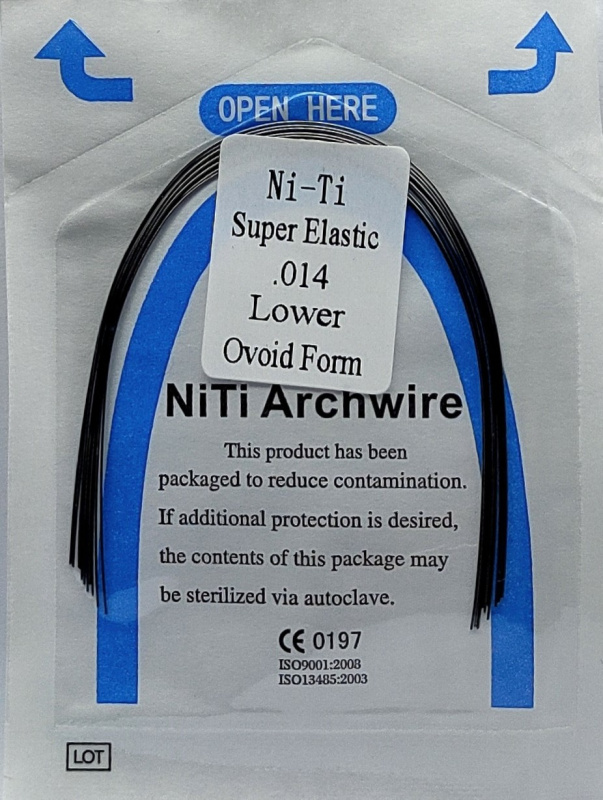 OPEN HERE
Ni-Ti
Super Elastic
.014
Lower
Ovoid Form
NiTi Archwire
This product has been
packaged to reduce contamination.
If additional protection is desired,
the contents of this package may
be sterilized via autoclave.
CE 0197
ISO9001:2008
ISO13485:2003
LOT